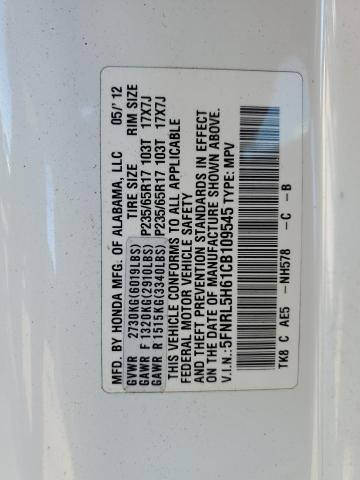 MFD. BY HONDA MFG. OF ALABAMA, LLC 05/'12
TIRE SIZE RIM SIZE
GVWR 2730KG(6019LBS)
GAWR F 1320KG(2910LBS) P235/65R17 103T 17X7J
GAWR R 1515KG(3340LBS) P235/65R17 103T 17X7J
THIS VEHICLE CONFORMS TO ALL APPLICABLE
FEDERAL MOTOR VEHICLE SAFETY
AND THEFT PREVENTION STANDARDS IN EFFECT
ON THE DATE OF MANUFACTURE SHOWN ABOVE.
V.I.N.:5FNRL5H61CB109545 TYPE: MPV
TK8 C AE5 -NH578 -C -B